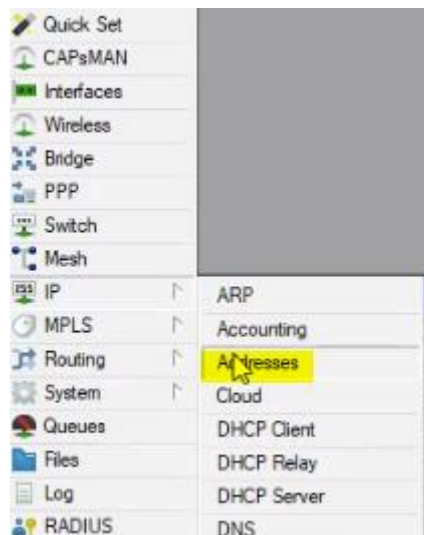 Quick Set
CAPsMAN
Interfaces
Wireless
Bridge
PPP
Switch
Mesh
IP
MPLS
Routing
System
Queues
Files
Log
RADIUS
ARP
Accounting
Addresses
Cloud
DHCP Client
DHCP Relay
DHCP Server
DNS